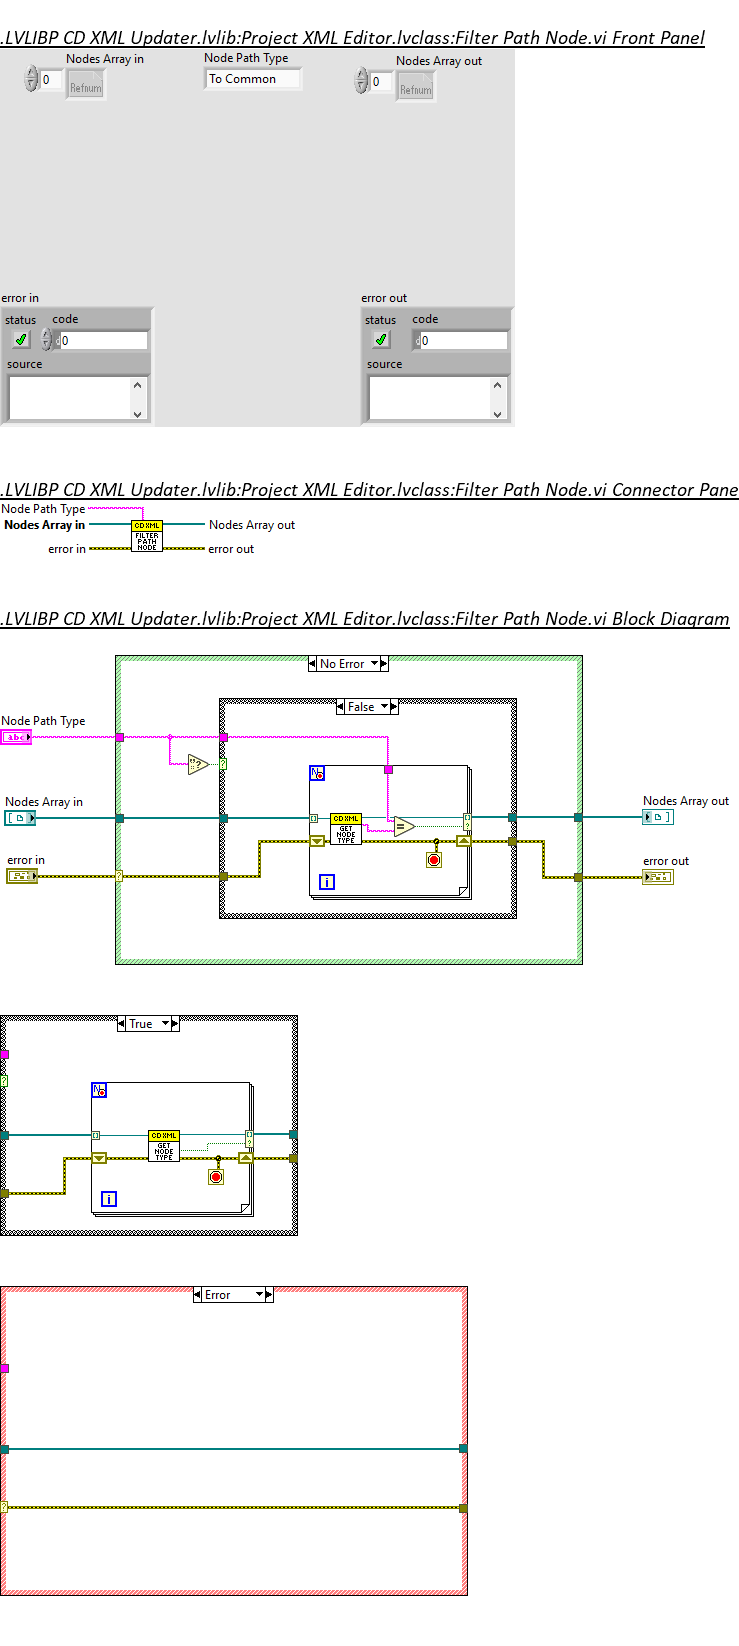 .LVLIBP CD XML Updater.lvlib:Project XML Editor.lvclass:Filter Path Node.vi Front Panel
Nodes Array in
Node Path Type
Nodes Array out
0
Refnum
To Common
0
Refnum
error in
error out
status
code
status
code
d
0
d
0
source
source
.LVLIBP CD XML Updater.lvlib:Project XML Editor.lvclass:Filter Path Node.vi Connector Pane
Node Path Type
Nodes Array in
CD XML
FILTER
PATH
NODE
Nodes Array out
error in
error out
.LVLIBP CD XML Updater.lvlib:Project XML Editor.lvclass:Filter Path Node.vi Block Diagram
No Error
False
Node Path Type
abc
?
?
N
Nodes Array in
Nodes Array out
CD XML
GET
NODE
TYPE
=
?
error in
error out
?
i
True
?
N
CD XML
GET
NODE
TYPE
?
i
Error
?